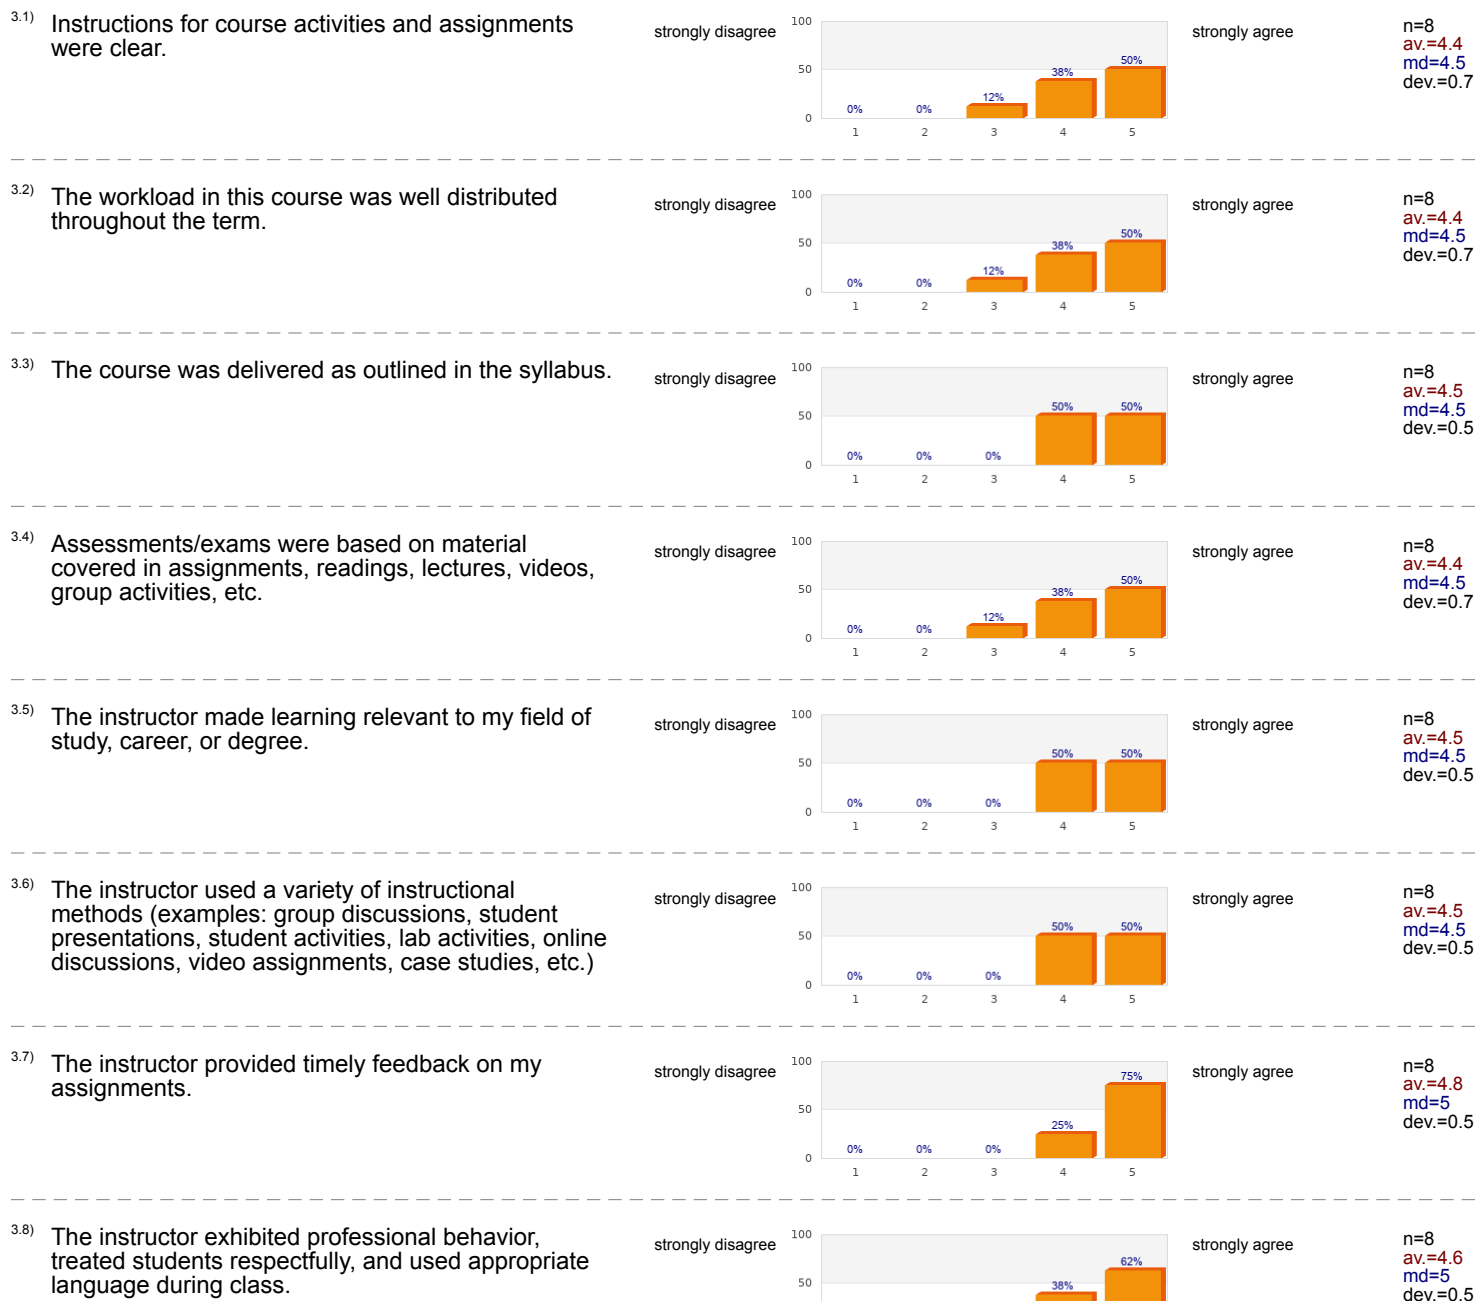 3.1) Instructions for course activities and assignments
were clear.
strongly disagree
100
50
0
0%
0%
12%
38%
50%
1 2 3 4 5
strongly agree
n=8
av.=4.4
md=4.5
dev.=0.7
3.2) The workload in this course was well distributed
throughout the term.
strongly disagree
100
50
0
0%
0%
12%
38%
50%
1 2 3 4 5
strongly agree
n=8
av.=4.4
md=4.5
dev.=0.7
3.3) The course was delivered as outlined in the syllabus.
strongly disagree
100
50
0
0%
0%
0%
50%
50%
1 2 3 4 5
strongly agree
n=8
av.=4.5
md=4.5
dev.=0.5
3.4) Assessments/exams were based on material
covered in assignments, readings, lectures, videos,
group activities, etc.
strongly disagree
100
50
0
0%
0%
12%
38%
50%
1 2 3 4 5
strongly agree
n=8
av.=4.4
md=4.5
dev.=0.7
3.5) The instructor made learning relevant to my field of
study, career, or degree.
strongly disagree
100
50
0
0%
0%
0%
50%
50%
1 2 3 4 5
strongly agree
n=8
av.=4.5
md=4.5
dev.=0.5
3.6) The instructor used a variety of instructional
methods (examples: group discussions, student
presentations, student activities, lab activities, online
discussions, video assignments, case studies, etc.)
strongly disagree
100
50
0
0%
0%
0%
50%
50%
1 2 3 4 5
strongly agree
n=8
av.=4.5
md=4.5
dev.=0.5
3.7) The instructor provided timely feedback on my
assignments.
strongly disagree
100
50
0
0%
0%
0%
25%
75%
1 2 3 4 5
strongly agree
n=8
av.=4.8
md=5
dev.=0.5
3.8) The instructor exhibited professional behavior,
treated students respectfully, and used appropriate
language during class.
strongly disagree
100
50
38%
62%
strongly agree
n=8
av.=4.6
md=5
dev.=0.5